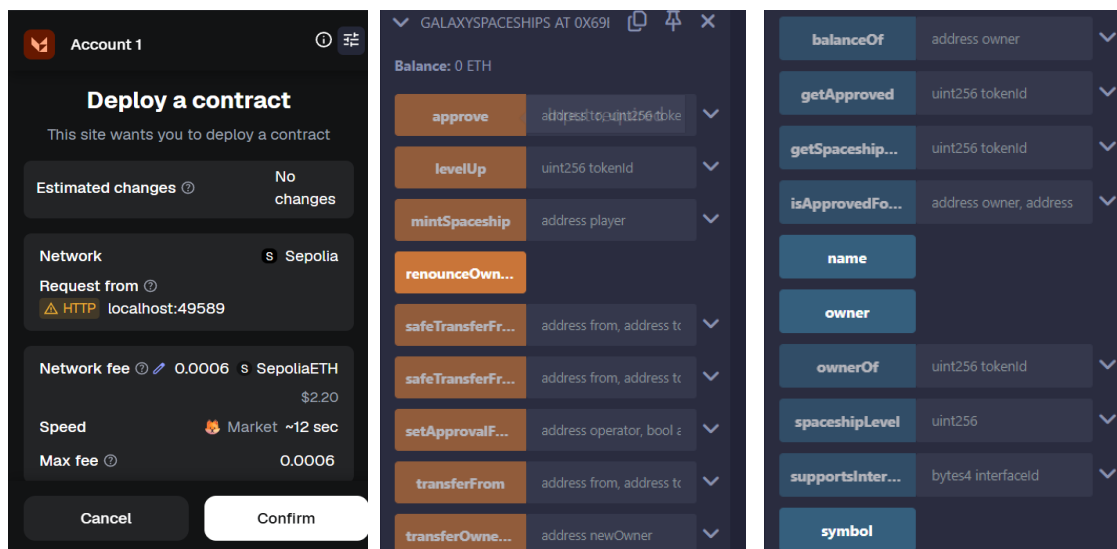 Account 1
Deploy a contract
This site wants you to deploy a contract
Estimated changes
No
changes
Network
S Sepolia
Request from
HTTP localhost:49589
Network fee 0.0006 S SepoliaETH
$2.20
Speed
Market ~12 sec
Max fee
0.0006
Cancel
Confirm
GALAXYSPACESHIPS AT 0X69
Balance: 0 ETH
approve
levelUp uint256 tokenId
mintSpaceship address player
renounceOwn...
safeTransferFr... address from, address to
safeTransferFr... address from, address to
setApprovalF... address operator, bool a
transferFrom address from, address to
transferOwne... address newOwner
balanceOf address owner
getApproved uint256 tokenId
getSpaceship... uint256 tokenId
isApprovedFo... address owner, address
name
owner
ownerOf uint256 tokenId
spaceshipLevel uint256
supportsInter... bytes4 interfaceId
symbol